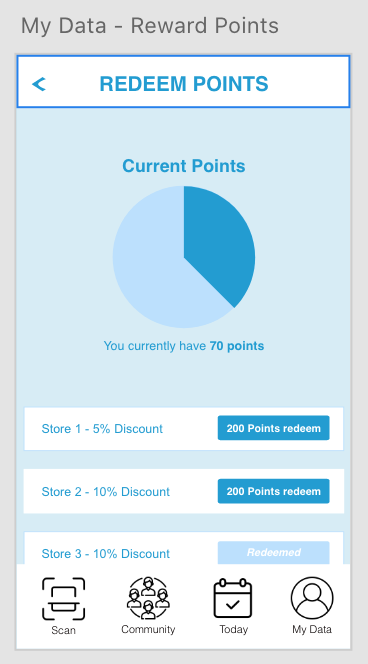 My Data - Reward Points
REDEEM POINTS
Current Points
You currently have 70 points
Store 1 - 5% Discount
200 Points redeem
Store 2 - 10% Discount
200 Points redeem
Store 3 - 10% Discount
Redeemed
Scan
Community
Today
My Data